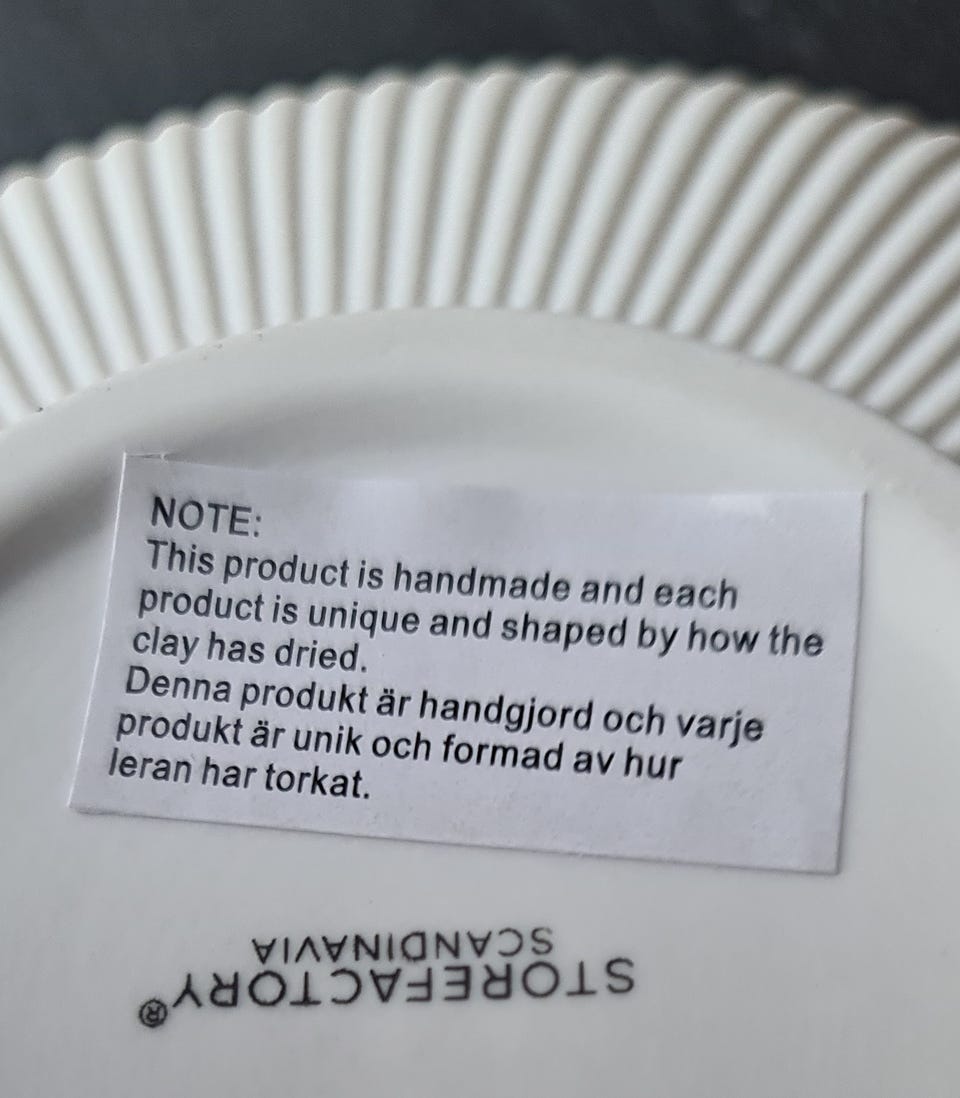 NOTE:
This product is handmade and each
product is unique and shaped by how the
clay has dried.
Denna produkt är handgjord och varje
produkt är unik och formad av hur
leran har torkat.
STOREFACTORY®
SCANDINAVIA